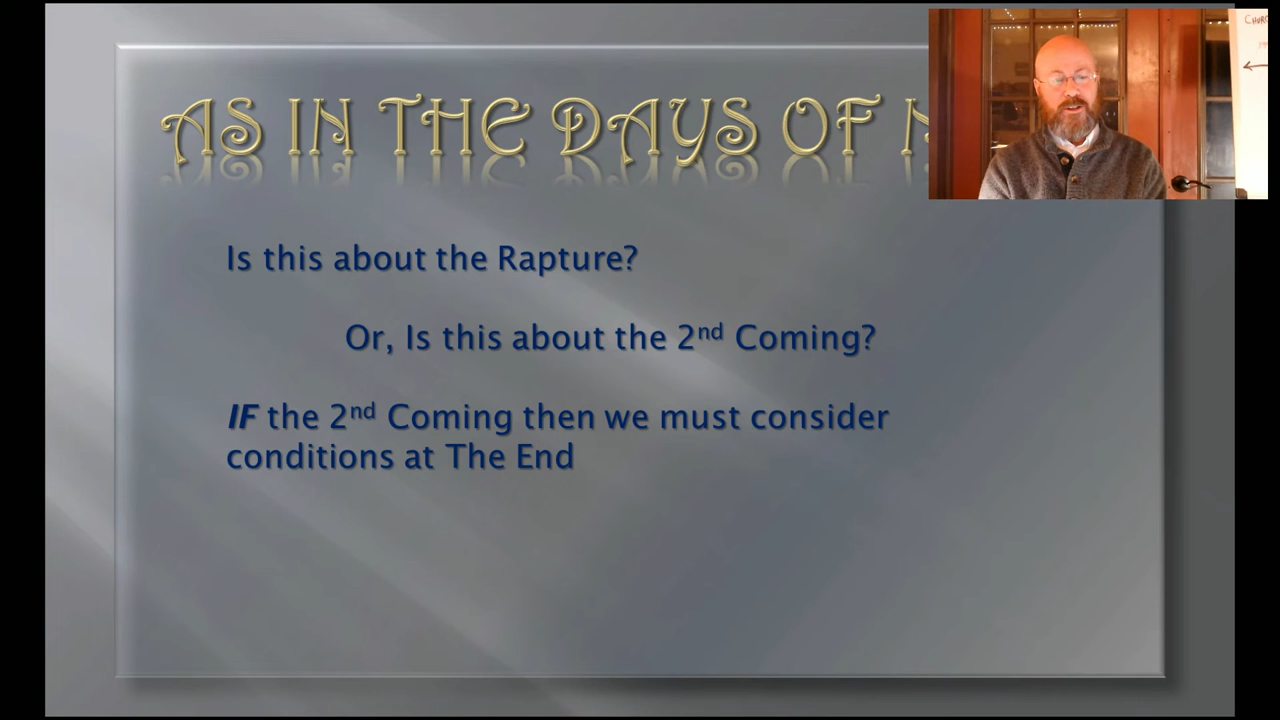 AS IN THE DAYS OF
Is this about the Rapture?
Or, Is this about the 2nd Coming?
IF the 2nd Coming then we must consider
conditions at The End